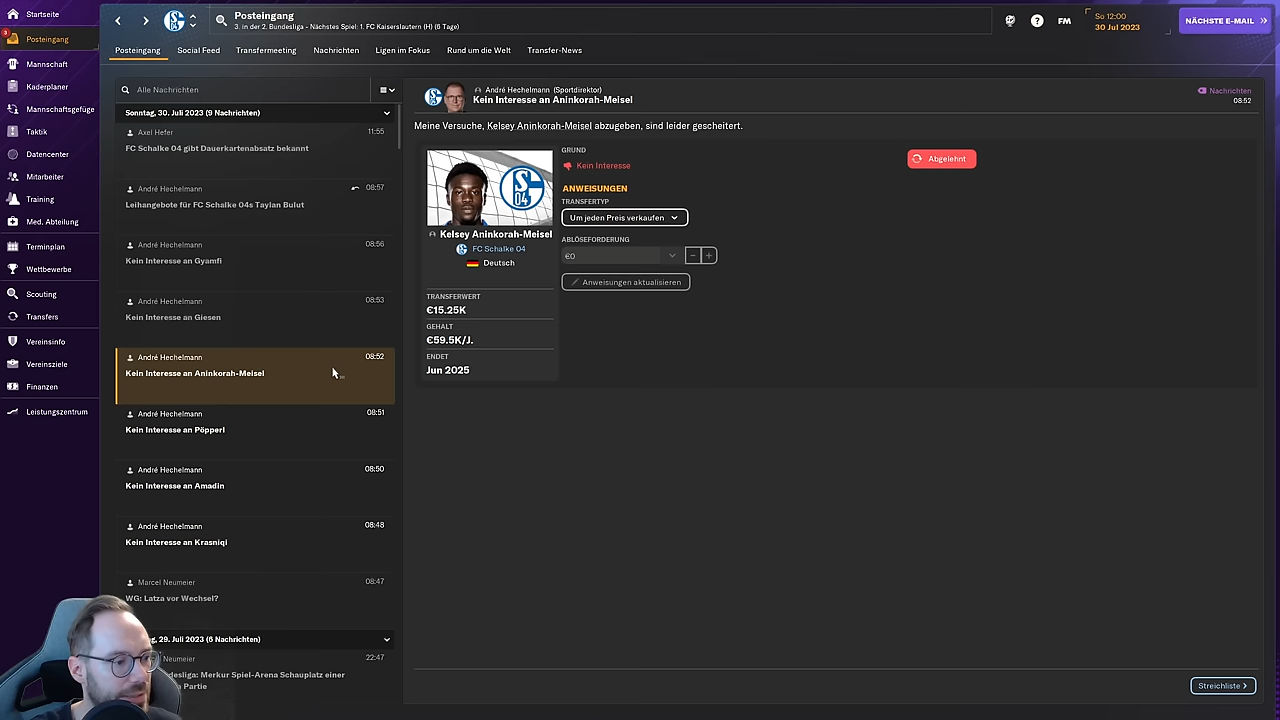 Startseite
3
Posteingang
Mannschaft
Kaderplaner
Mannschaftsgefüge
Taktik
Datencenter
Mitarbeiter
Training
Med. Abteilung
Terminplan
Wettbewerbe
Scouting
Transfers
Vereinsinfo
Vereinsziele
Finanzen
Leistungszentrum
Posteingang
3. in der 2. Bundesliga - Nächstes Spiel: 1. FC Kaiserslautern (H) (6 Tage)
FM
So 12:00
30 Jul 2023
NÄCHSTE E-MAIL
Posteingang
Social Feed
Transfermeeting
Nachrichten
Ligen im Fokus
Rund um die Welt
Transfer-News
Alle Nachrichten
Sonntag, 30. Juli 2023 (9 Nachrichten)
Axel Hefer 11:55
FC Schalke 04 gibt Dauerkartenabsatz bekannt
André Hechelmann 08:57
Leihangebote für FC Schalke 04s Taylan Bulut
André Hechelmann 08:56
Kein Interesse an Gyamfi
André Hechelmann 08:53
Kein Interesse an Giesen
André Hechelmann 08:52
Kein Interesse an Aninkorah-Meisel
André Hechelmann 08:51
Kein Interesse an Pöpperl
André Hechelmann 08:50
Kein Interesse an Amadin
André Hechelmann 08:48
Kein Interesse an Krasniqi
Marcel Neumeier 08:47
WG: Latza vor Wechsel?
g, 29. Juli 2023 (6 Nachrichten)
Neumeier 22:47
desliga: Merkur Spiel-Arena Schauplatz einer
Partie
André Hechelmann (Sportdirektor)
Kein Interesse an Aninkorah-Meisel
Nachrichten
08:52
Meine Versuche, Kelsey Aninkorah-Meisel abzugeben, sind leider gescheitert.
Kelsey Aninkorah-Meisel
FC Schalke 04
Deutsch
TRANSFERWERT
€15.25K
GEHALT
€59.5K/J.
ENDET
Jun 2025
GRUND
Kein Interesse
ANWEISUNGEN
TRANSFERTYP
Um jeden Preis verkaufen
ABLÖSEFORDERUNG
€0
Anweisungen aktualisieren
Abgelehnt
Streichliste